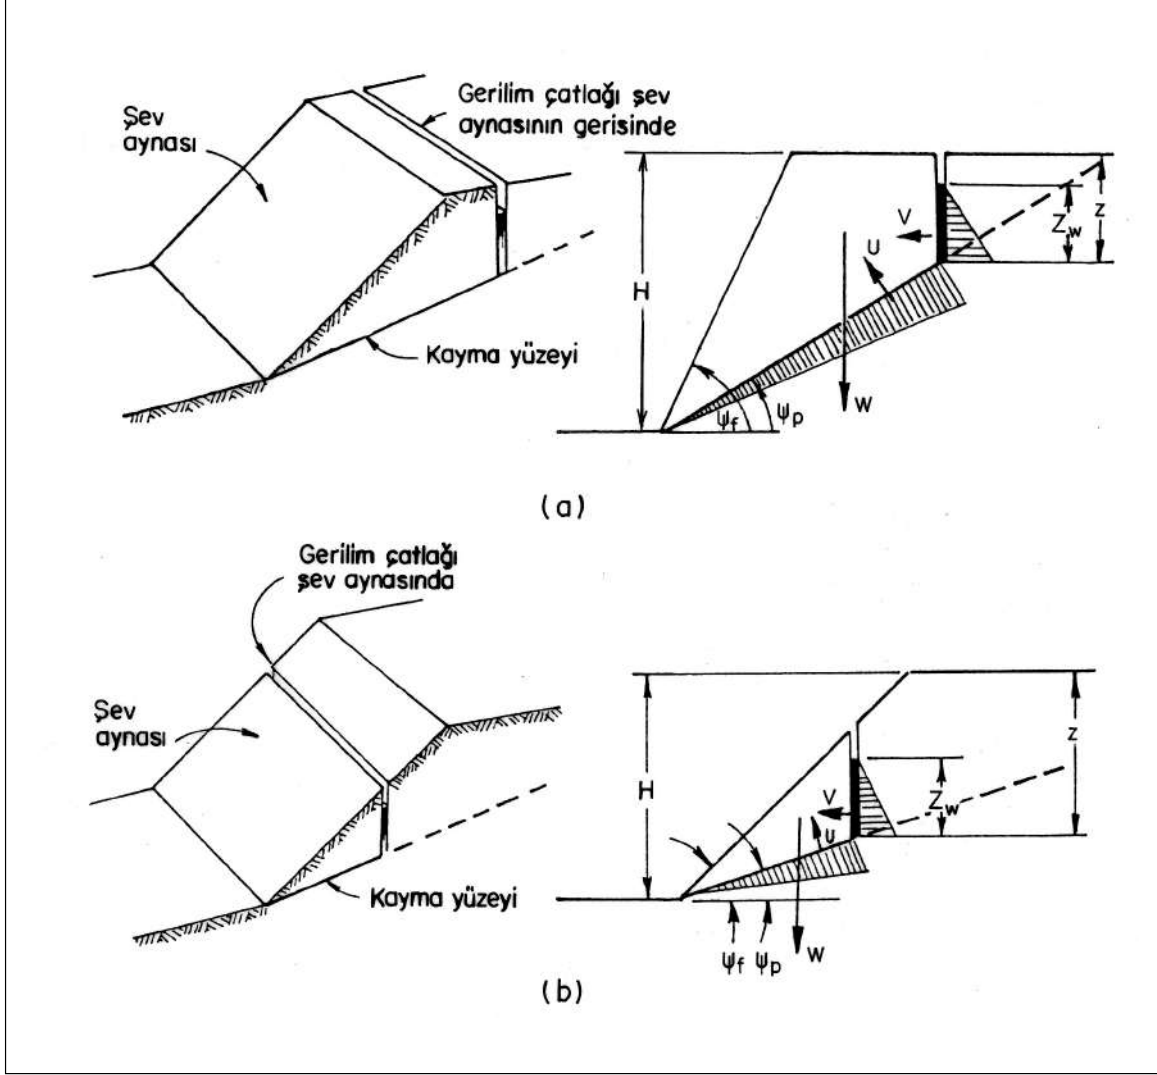 Şev
aynası
Gerilim çatlağı şev
aynasının gerisinde
Kayma yüzeyi
H
V
U
W
Zw
z
ψf
ψp
(a)
Gerilim çatlağı
şev aynasında
Şev
aynası
Kayma yüzeyi
H
V
U
W
Zw
z
ψf ψp
(b)